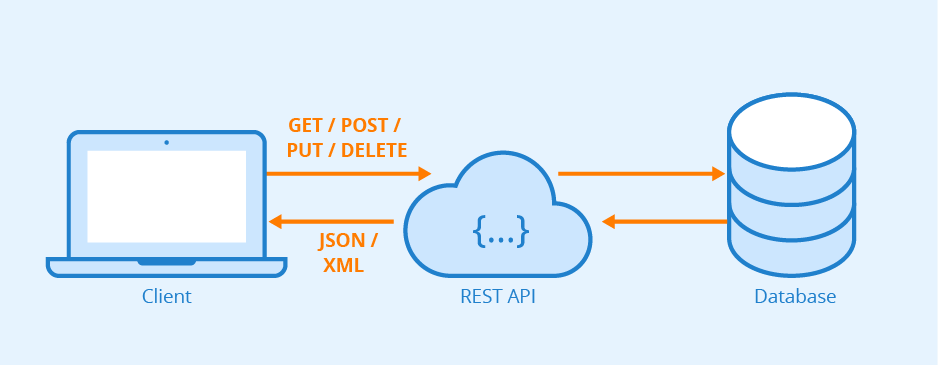 GET / POST /
PUT / DELETE
{...}
JSON /
XML
Client
REST API
Database